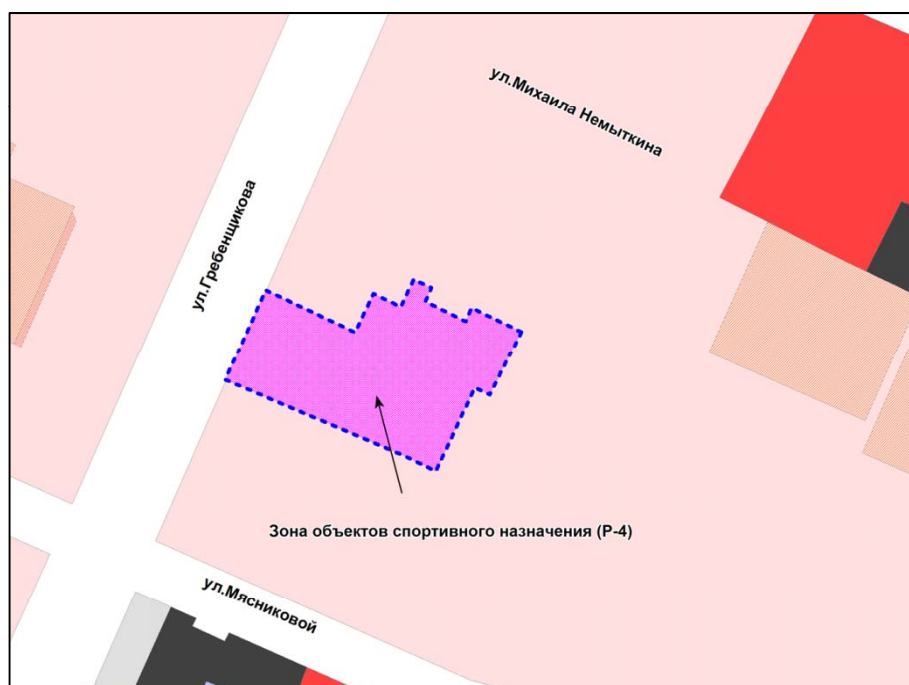 ул.Михаила Немыткина
ул.Гребенщикова
Зона объектов спортивного назначения (Р-4)
ул.Мясниковой